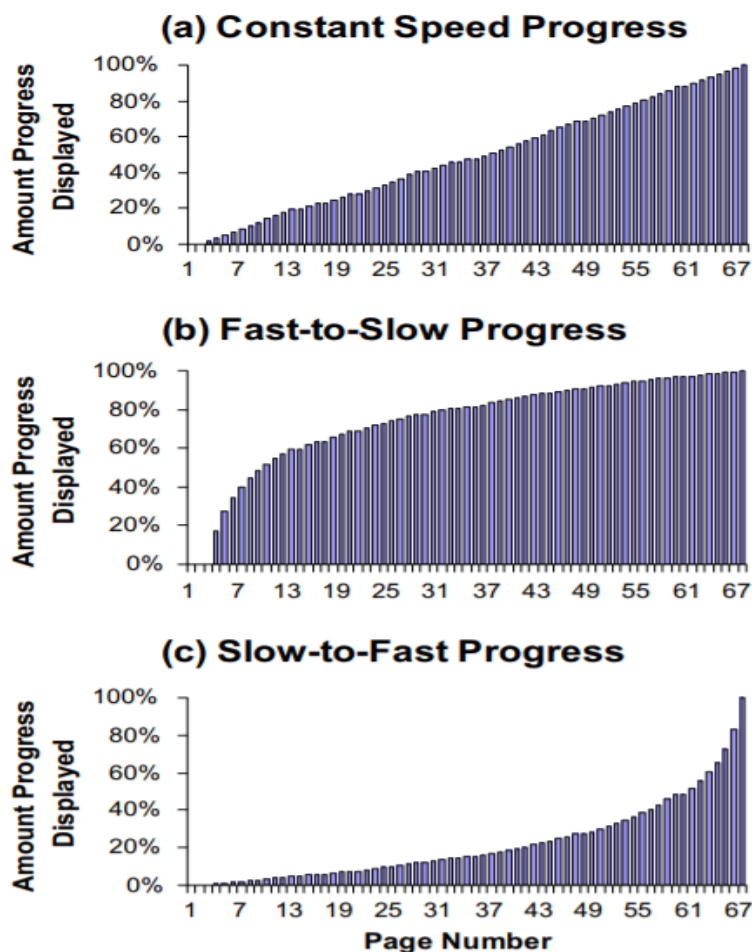 (a) Constant Speed Progress
Amount Progress
Displayed
100%
80%
60%
40%
20%
0%
1 7 13 19 25 31 37 43 49 55 61 67
(b) Fast-to-Slow Progress
Amount Progress
Displayed
100%
80%
60%
40%
20%
0%
1 7 13 19 25 31 37 43 49 55 61 67
(c) Slow-to-Fast Progress
Amount Progress
Displayed
100%
80%
60%
40%
20%
0%
1 7 13 19 25 31 37 43 49 55 61 67
Page Number